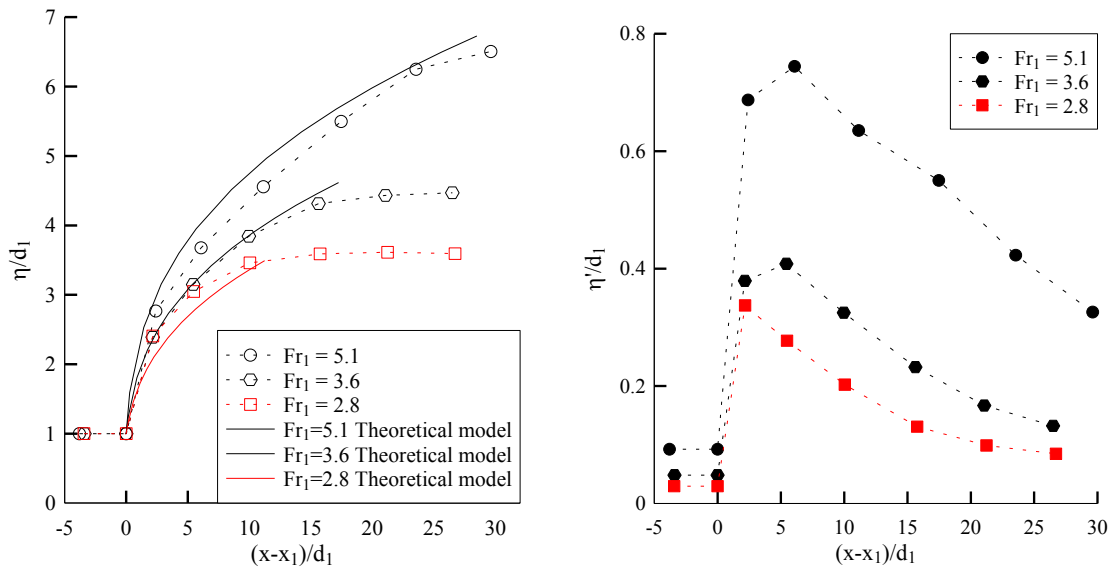 7
6
5
4
3
2
1
0
η/d1
-5 0 5 10 15 20 25 30
(x-x1)/d1
Fr1 = 5.1
Fr1 = 3.6
Fr1 = 2.8
Fr1=5.1 Theoretical model
Fr1=3.6 Theoretical model
Fr1=2.8 Theoretical model
0.8
0.6
0.4
0.2
0
η'/d1
-5 0 5 10 15 20 25 30
(x-x1)/d1
Fr1 = 5.1
Fr1 = 3.6
Fr1 = 2.8